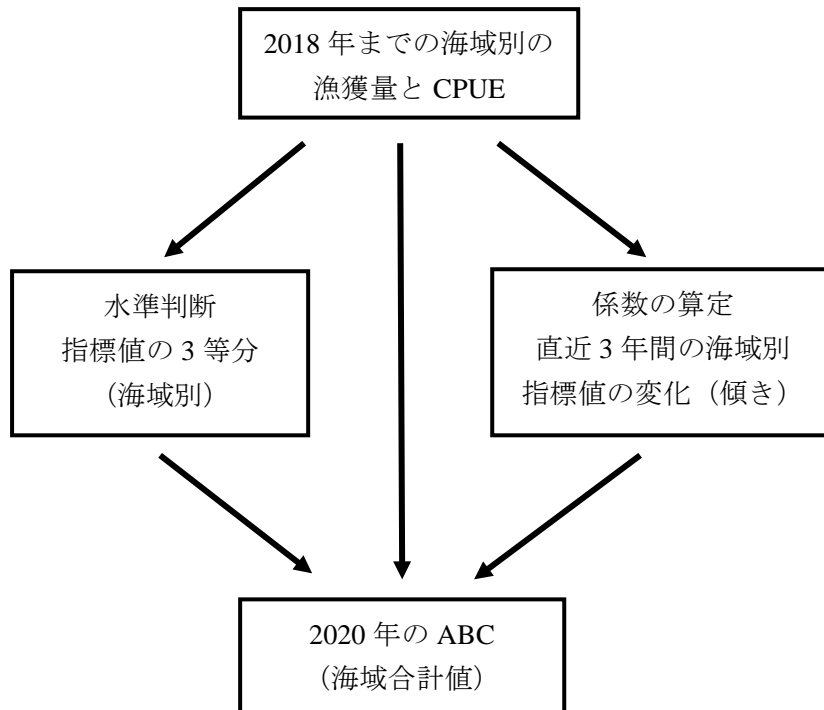 2018 年までの海域別の
漁獲量と CPUE
水準判断
指標値の 3 等分
（海域別）
係数の算定
直近 3 年間の海域別
指標値の変化（傾き）
2020 年の ABC
（海域合計値）